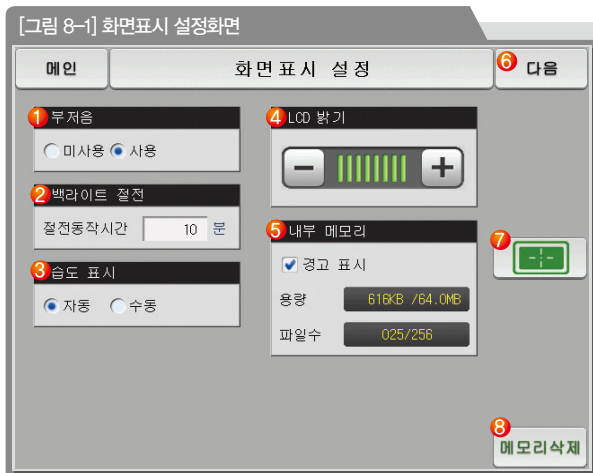 [그림 8-1] 화면표시 설정화면
메인
화면표시 설정
6 다음
1 부저음
미사용 사용
2 백라이트 절전
절전동작시간 10 분
3 습도 표시
자동 수동
4 LCD 밝기
− +
5 내부 메모리
경고 표시
용량 616KB /64.0MB
파일수 025/256
7
8
메모리삭제